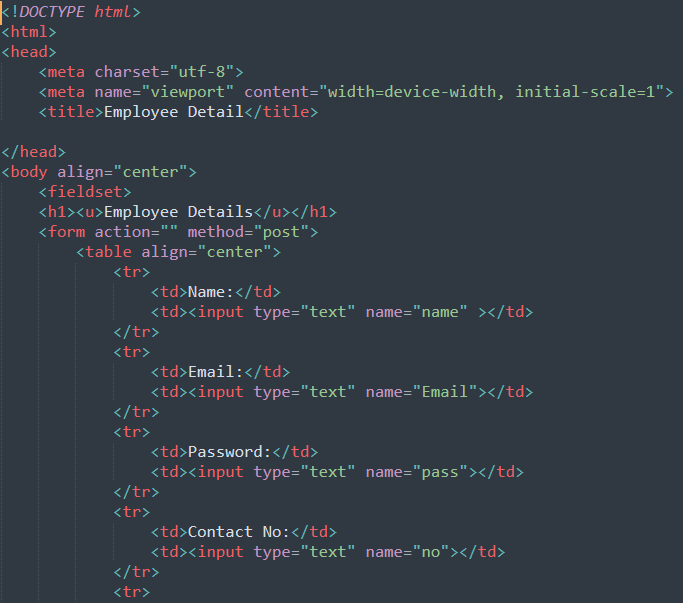 <!DOCTYPE html>
<html>
<head>
    <meta charset="utf-8">
    <meta name="viewport" content="width=device-width, initial-scale=1">
    <title>Employee Detail</title>

</head>
<body align="center">
    <fieldset>
    <h1><u>Employee Details</u></h1>
    <form action="" method="post">
        <table align="center">
            <tr>
                <td>Name:</td>
                <td><input type="text" name="name" ></td>
            </tr>
            <tr>
                <td>Email:</td>
                <td><input type="text" name="Email"></td>
            </tr>
            <tr>
                <td>Password:</td>
                <td><input type="text" name="pass"></td>
            </tr>
            <tr>
                <td>Contact No:</td>
                <td><input type="text" name="no"></td>
            </tr>
            <tr>